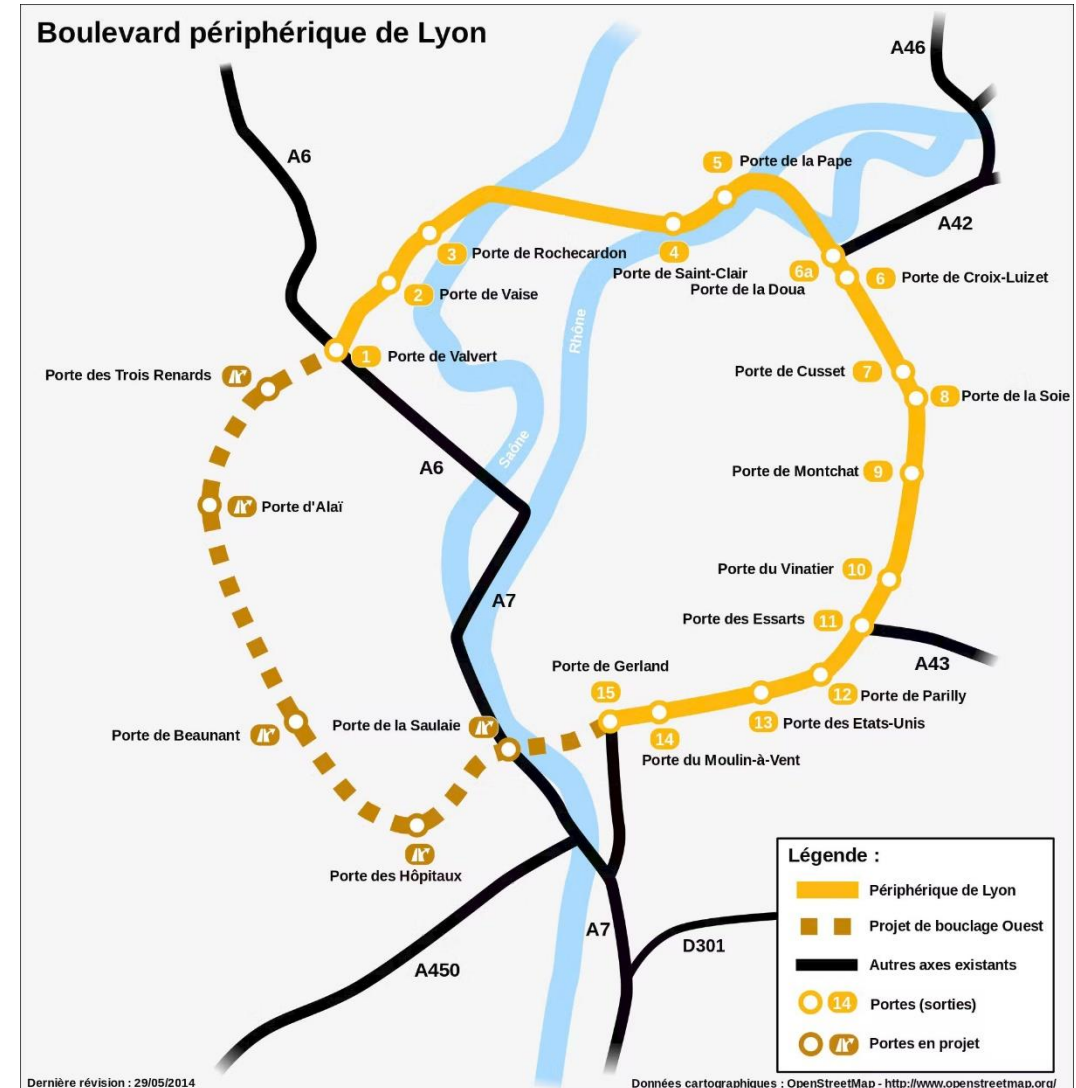 Boulevard périphérique de Lyon
A46
A6
5 Porte de la Pape
A42
3 Porte de Rochecardon
4
Porte de Saint-Clair
6a
Porte de la Doua
6 Porte de Croix-Luizet
2 Porte de Vaise
Rhône
1 Porte de Valvert
Porte des Trois Renards
Porte de Cusset 7
8 Porte de la Soie
Saône
A6
Porte de Montchat 9
Porte d'Alaï
Porte du Vinatier 10
A7
Porte des Essarts 11
A43
Porte de Gerland
15
12 Porte de Parilly
Porte de la Saulaie
13 Porte des Etats-Unis
Porte de Beaunant
14
Porte du Moulin-à-Vent
Porte des Hôpitaux
A7
D301
A450
Légende :
Périphérique de Lyon
Projet de bouclage Ouest
Autres axes existants
14 Portes (sorties)
Portes en projet
Dernière révision : 29/05/2014
Données cartographiques : OpenStreetMap - http://www.openstreetmap.org/